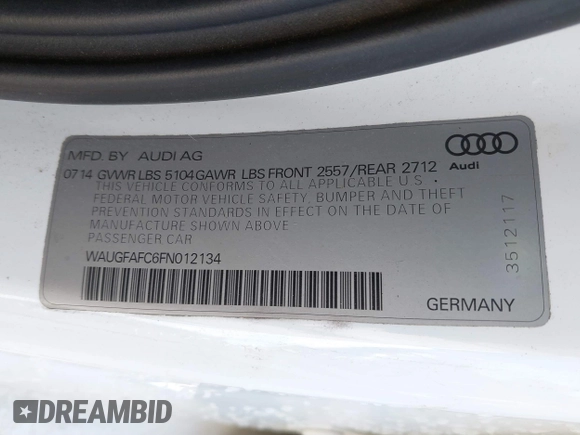 MFD. BY AUDI AG
0714 GVWR LBS 5104 GAWR LBS FRONT 2557/REAR 2712
THIS VEHICLE CONFORMS TO ALL APPLICABLE U.S.
FEDERAL MOTOR VEHICLE SAFETY, BUMPER AND THEFT
PREVENTION STANDARDS IN EFFECT ON THE DATE OF
MANUFACTURE SHOWN ABOVE
PASSENGER CAR
WAUGFAFC6FN012134
GERMANY
Audi
3512117
DREAMBID